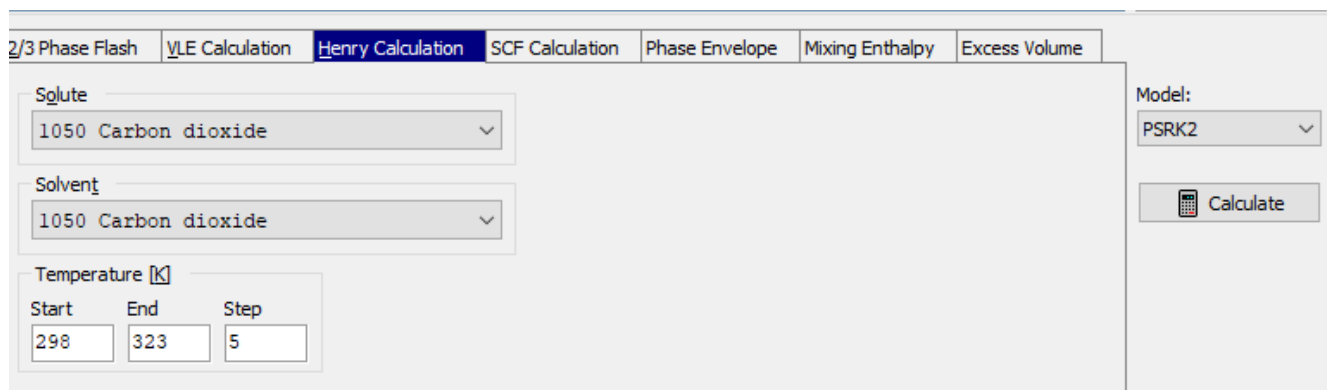 2/3 Phase Flash VLE Calculation Henry Calculation SCF Calculation Phase Envelope Mixing Enthalpy Excess Volume
Solute
1050 Carbon dioxide
Solvent
1050 Carbon dioxide
Temperature [K]
Start End Step
298 323 5
Model:
PSRK2
Calculate